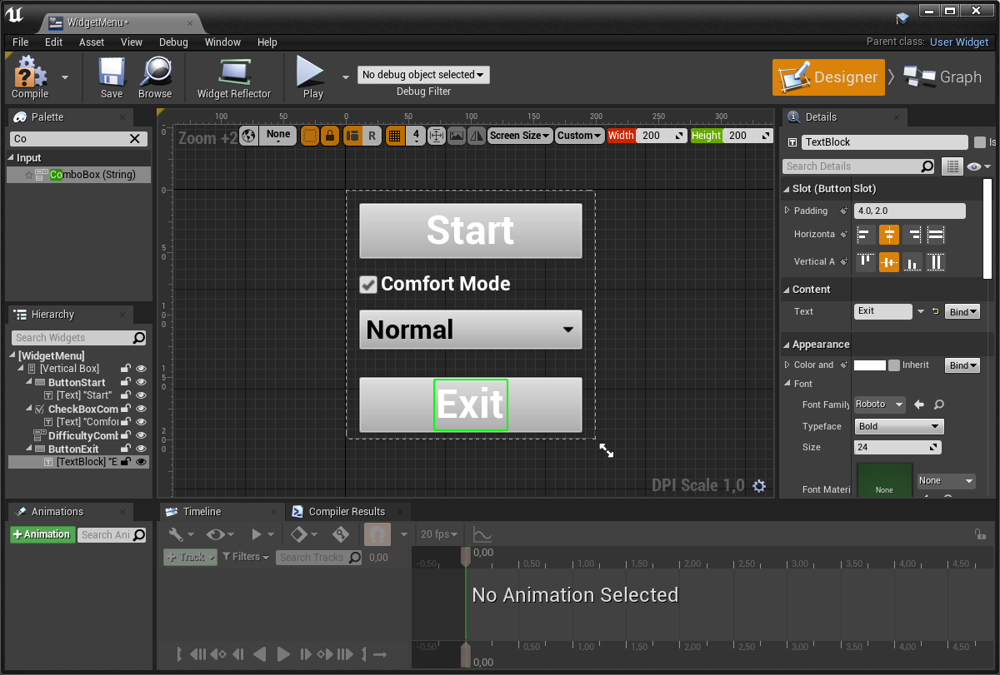 WidgetMenu*
File Edit Asset View Debug Window Help
Parent class: User Widget
Compile
Save
Browse
Widget Reflector
Play
No debug object selected
Debug Filter
Designer
Graph
Palette
Co
Input
ComboBox (String)
Hierarchy
Search Widgets
[WidgetMenu]
[Vertical Box]
ButtonStart
[Text] "Start"
CheckBoxCom
[Text] "Comfor
DifficultyComb
ButtonExit
[TextBlock] "E
100 50 0 50 100 150 200 250 300
Zoom +2
None
R
4
Screen Size
Custom
Width 200
Height 200
0
0
50
100
150
200
Start
Comfort Mode
Normal
Exit
DPI Scale 1,0
Details
TextBlock
Is
Search Details
Slot (Button Slot)
Padding 4.0, 2.0
Horizonta
Vertical A
Content
Text Exit Bind
Appearance
Color and Inherit Bind
Font
Font Family Roboto
Typeface Bold
Size 24
Font Materi None None
Animations
+Animation Search Ani
Timeline
Compiler Results
20 fps
+ Track Filters Search Tracks 0,00
0,00
-0,50 0,50 1,00 1,50 2,00 2,50 3,00 3,50 4,00 4,50
No Animation Selected
-0,50 0,50 1,00 1,50 2,00 2,50 3,00 3,50 4,00 4,50
0,00